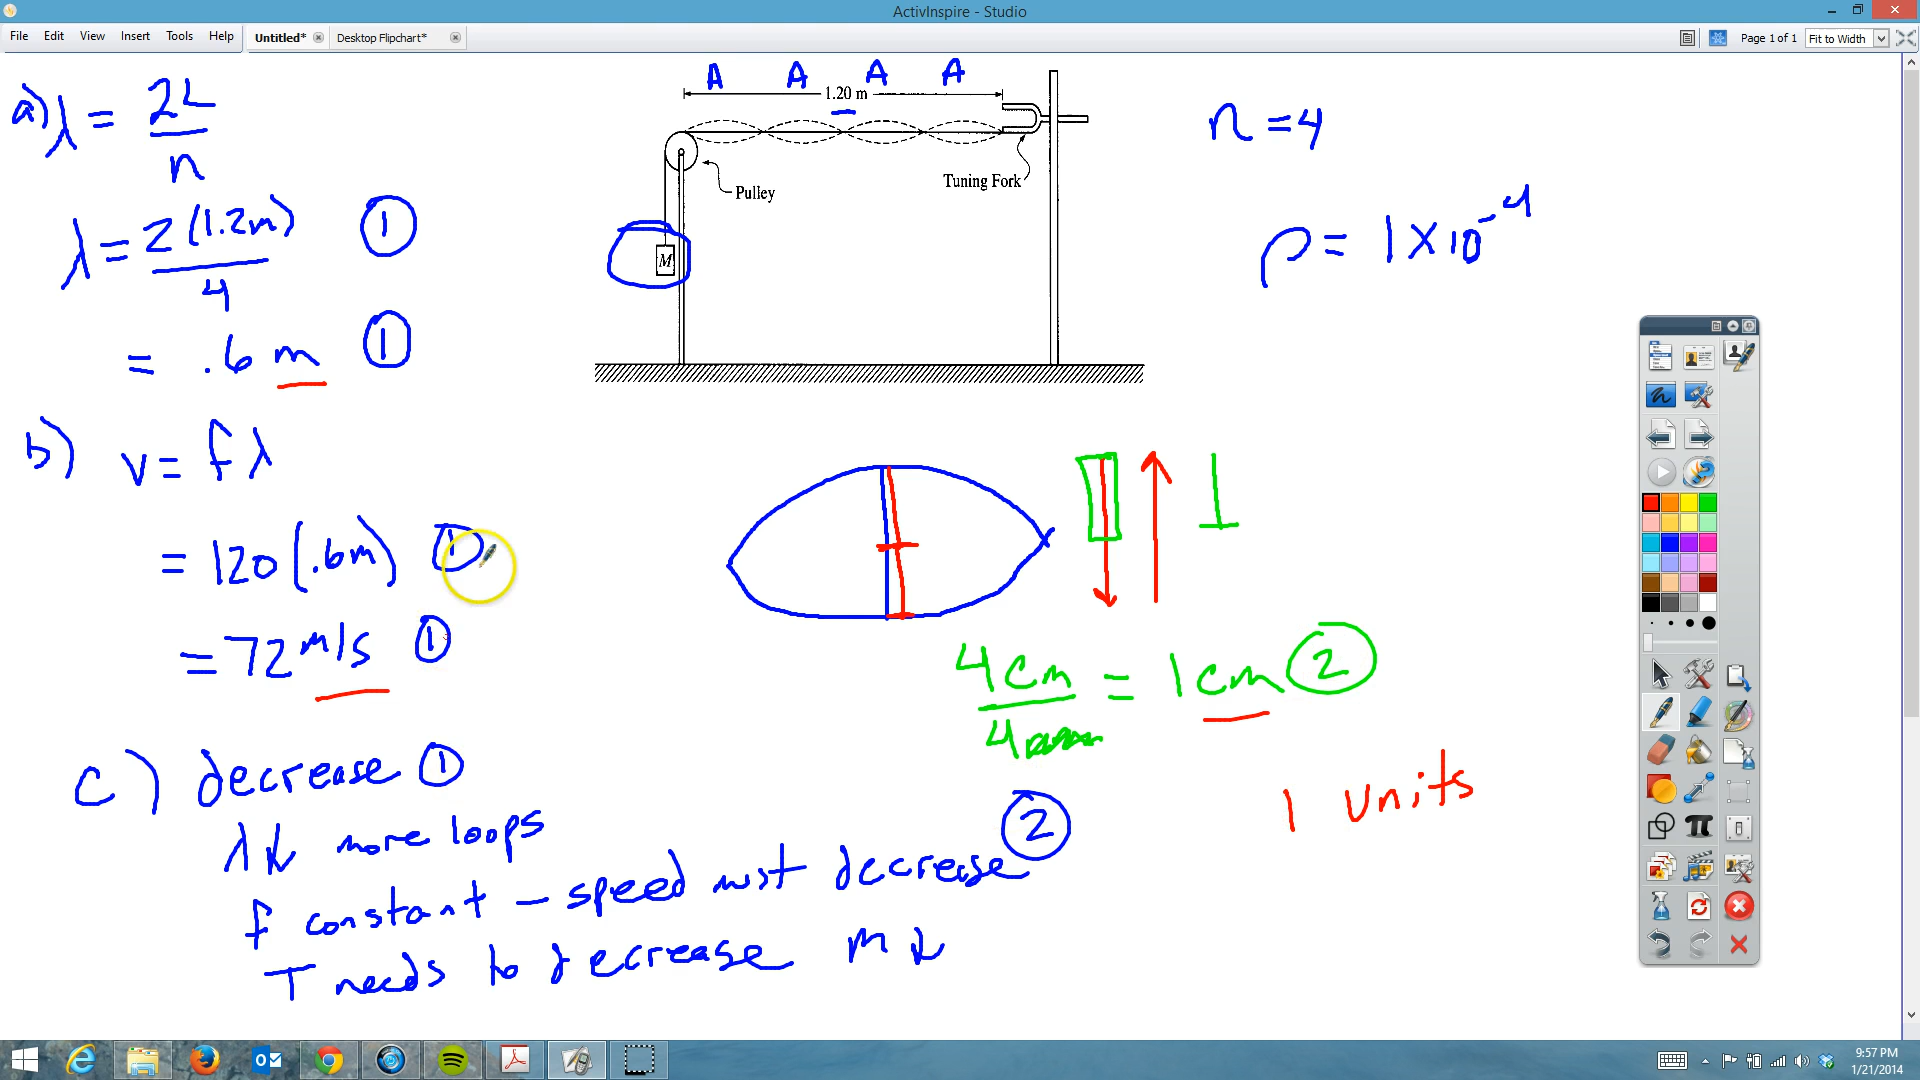 ActivInspire - Studio
File Edit View Insert Tools Help Untitled* Desktop Flipchart* Page 1 of 1 Fit to Width
a) λ = 2L
n
λ = 2(1.2m) ①
4
= .6 m ①
b) v = fλ
= 120(.6m) ①
= 72 m/s ①
c) decrease ①
λ↓ more loops
f constant – speed must decrease ②
T needs to decrease m↓
A A A A
1.20 m
Pulley
Tuning Fork
M
n = 4
ρ = 1 × 10⁻⁴
4cm = 1cm ②
4
1 units
9:57 PM
1/21/2014